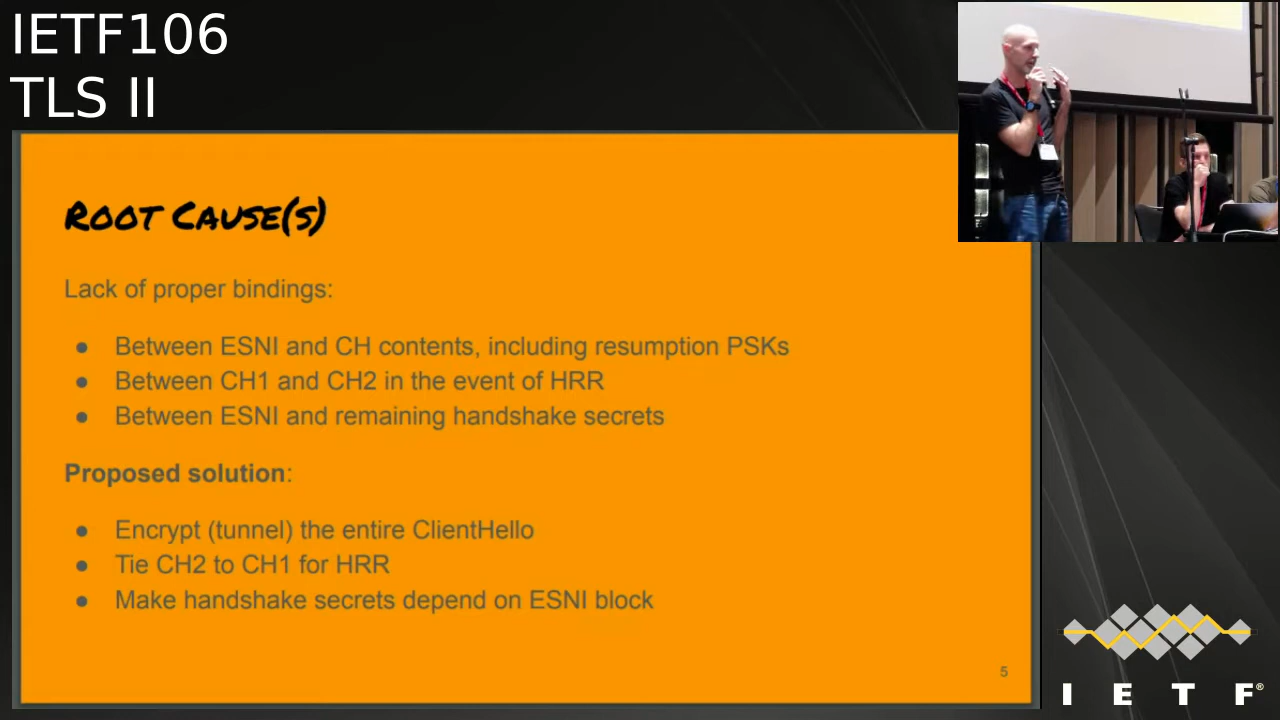 IETF106
TLS II
Root Cause(s)
Lack of proper bindings:
● Between ESNI and CH contents, including resumption PSKs
● Between CH1 and CH2 in the event of HRR
● Between ESNI and remaining handshake secrets
Proposed solution:
● Encrypt (tunnel) the entire ClientHello
● Tie CH2 to CH1 for HRR
● Make handshake secrets depend on ESNI block
5
I E T F®